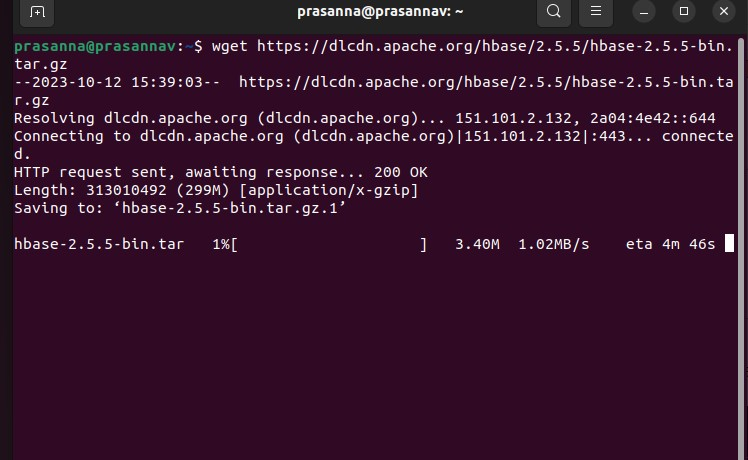 prasanna@prasannav: ~
prasanna@prasannav:~$ wget https://dlcdn.apache.org/hbase/2.5.5/hbase-2.5.5-bin.
tar.gz
--2023-10-12 15:39:03--  https://dlcdn.apache.org/hbase/2.5.5/hbase-2.5.5-bin.ta
r.gz
Resolving dlcdn.apache.org (dlcdn.apache.org)... 151.101.2.132, 2a04:4e42::644
Connecting to dlcdn.apache.org (dlcdn.apache.org)|151.101.2.132|:443... connecte
d.
HTTP request sent, awaiting response... 200 OK
Length: 313010492 (299M) [application/x-gzip]
Saving to: ‘hbase-2.5.5-bin.tar.gz.1’
hbase-2.5.5-bin.tar   1%[                    ]   3.40M  1.02MB/s    eta 4m 46s